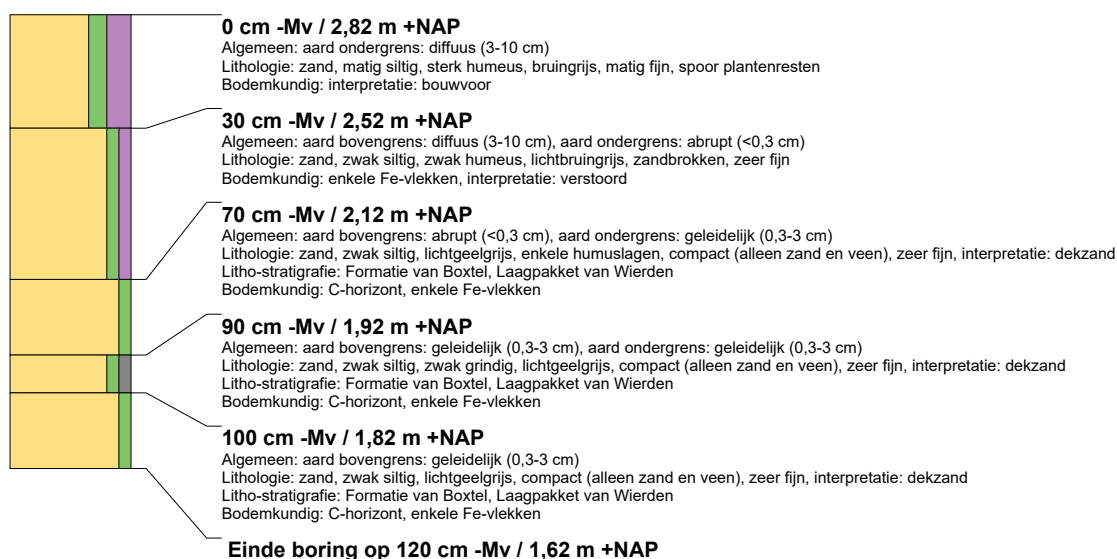 0 cm -Mv / 2,82 m +NAP
Algemeen: aard ondergrens: diffuus (3-10 cm)
Lithologie: zand, matig siltig, sterk humeus, bruingrijs, matig fijn, spoor plantenresten
Bodemkundig: interpretatie: bouwvoor
30 cm -Mv / 2,52 m +NAP
Algemeen: aard bovengrens: diffuus (3-10 cm), aard ondergrens: abrupt (<0,3 cm)
Lithologie: zand, zwak siltig, zwak humeus, lichtbruingrijs, zandbrokken, zeer fijn
Bodemkundig: enkele Fe-vlekken, interpretatie: verstoord
70 cm -Mv / 2,12 m +NAP
Algemeen: aard bovengrens: abrupt (<0,3 cm), aard ondergrens: geleidelijk (0,3-3 cm)
Lithologie: zand, zwak siltig, lichtgeelgrijs, enkele humuslagen, compact (alleen zand en veen), zeer fijn, interpretatie: dekzand
Litho-stratigrafie: Formatie van Boxtel, Laagpakket van Wierden
Bodemkundig: C-horizont, enkele Fe-vlekken
90 cm -Mv / 1,92 m +NAP
Algemeen: aard bovengrens: geleidelijk (0,3-3 cm), aard ondergrens: geleidelijk (0,3-3 cm)
Lithologie: zand, zwak siltig, zwak grindig, lichtgeelgrijs, compact (alleen zand en veen), zeer fijn, interpretatie: dekzand
Litho-stratigrafie: Formatie van Boxtel, Laagpakket van Wierden
Bodemkundig: C-horizont, enkele Fe-vlekken
100 cm -Mv / 1,82 m +NAP
Algemeen: aard bovengrens: geleidelijk (0,3-3 cm)
Lithologie: zand, zwak siltig, lichtgeelgrijs, compact (alleen zand en veen), zeer fijn, interpretatie: dekzand
Litho-stratigrafie: Formatie van Boxtel, Laagpakket van Wierden
Bodemkundig: C-horizont, enkele Fe-vlekken
Einde boring op 120 cm -Mv / 1,62 m +NAP